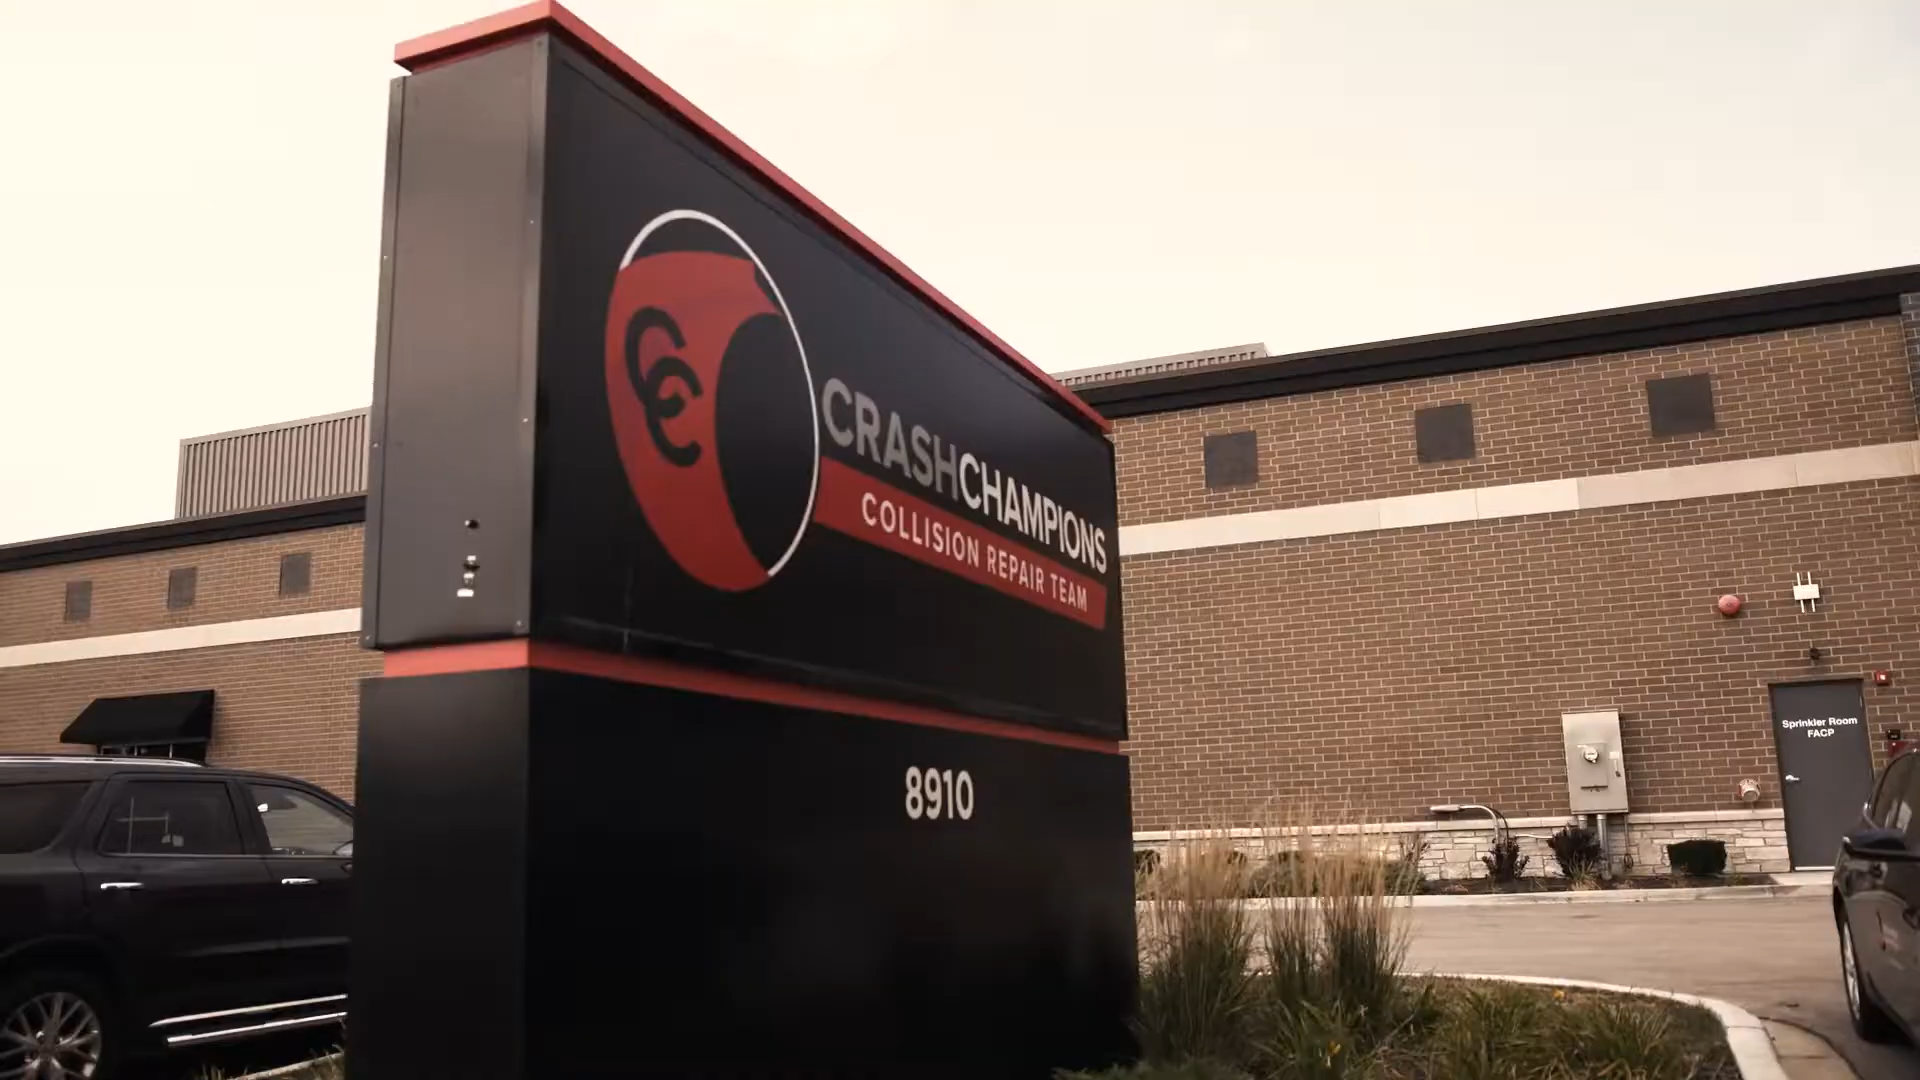 CC
CRASHCHAMPIONS
COLLISION REPAIR TEAM
8910
Sprinkler Room
FACP